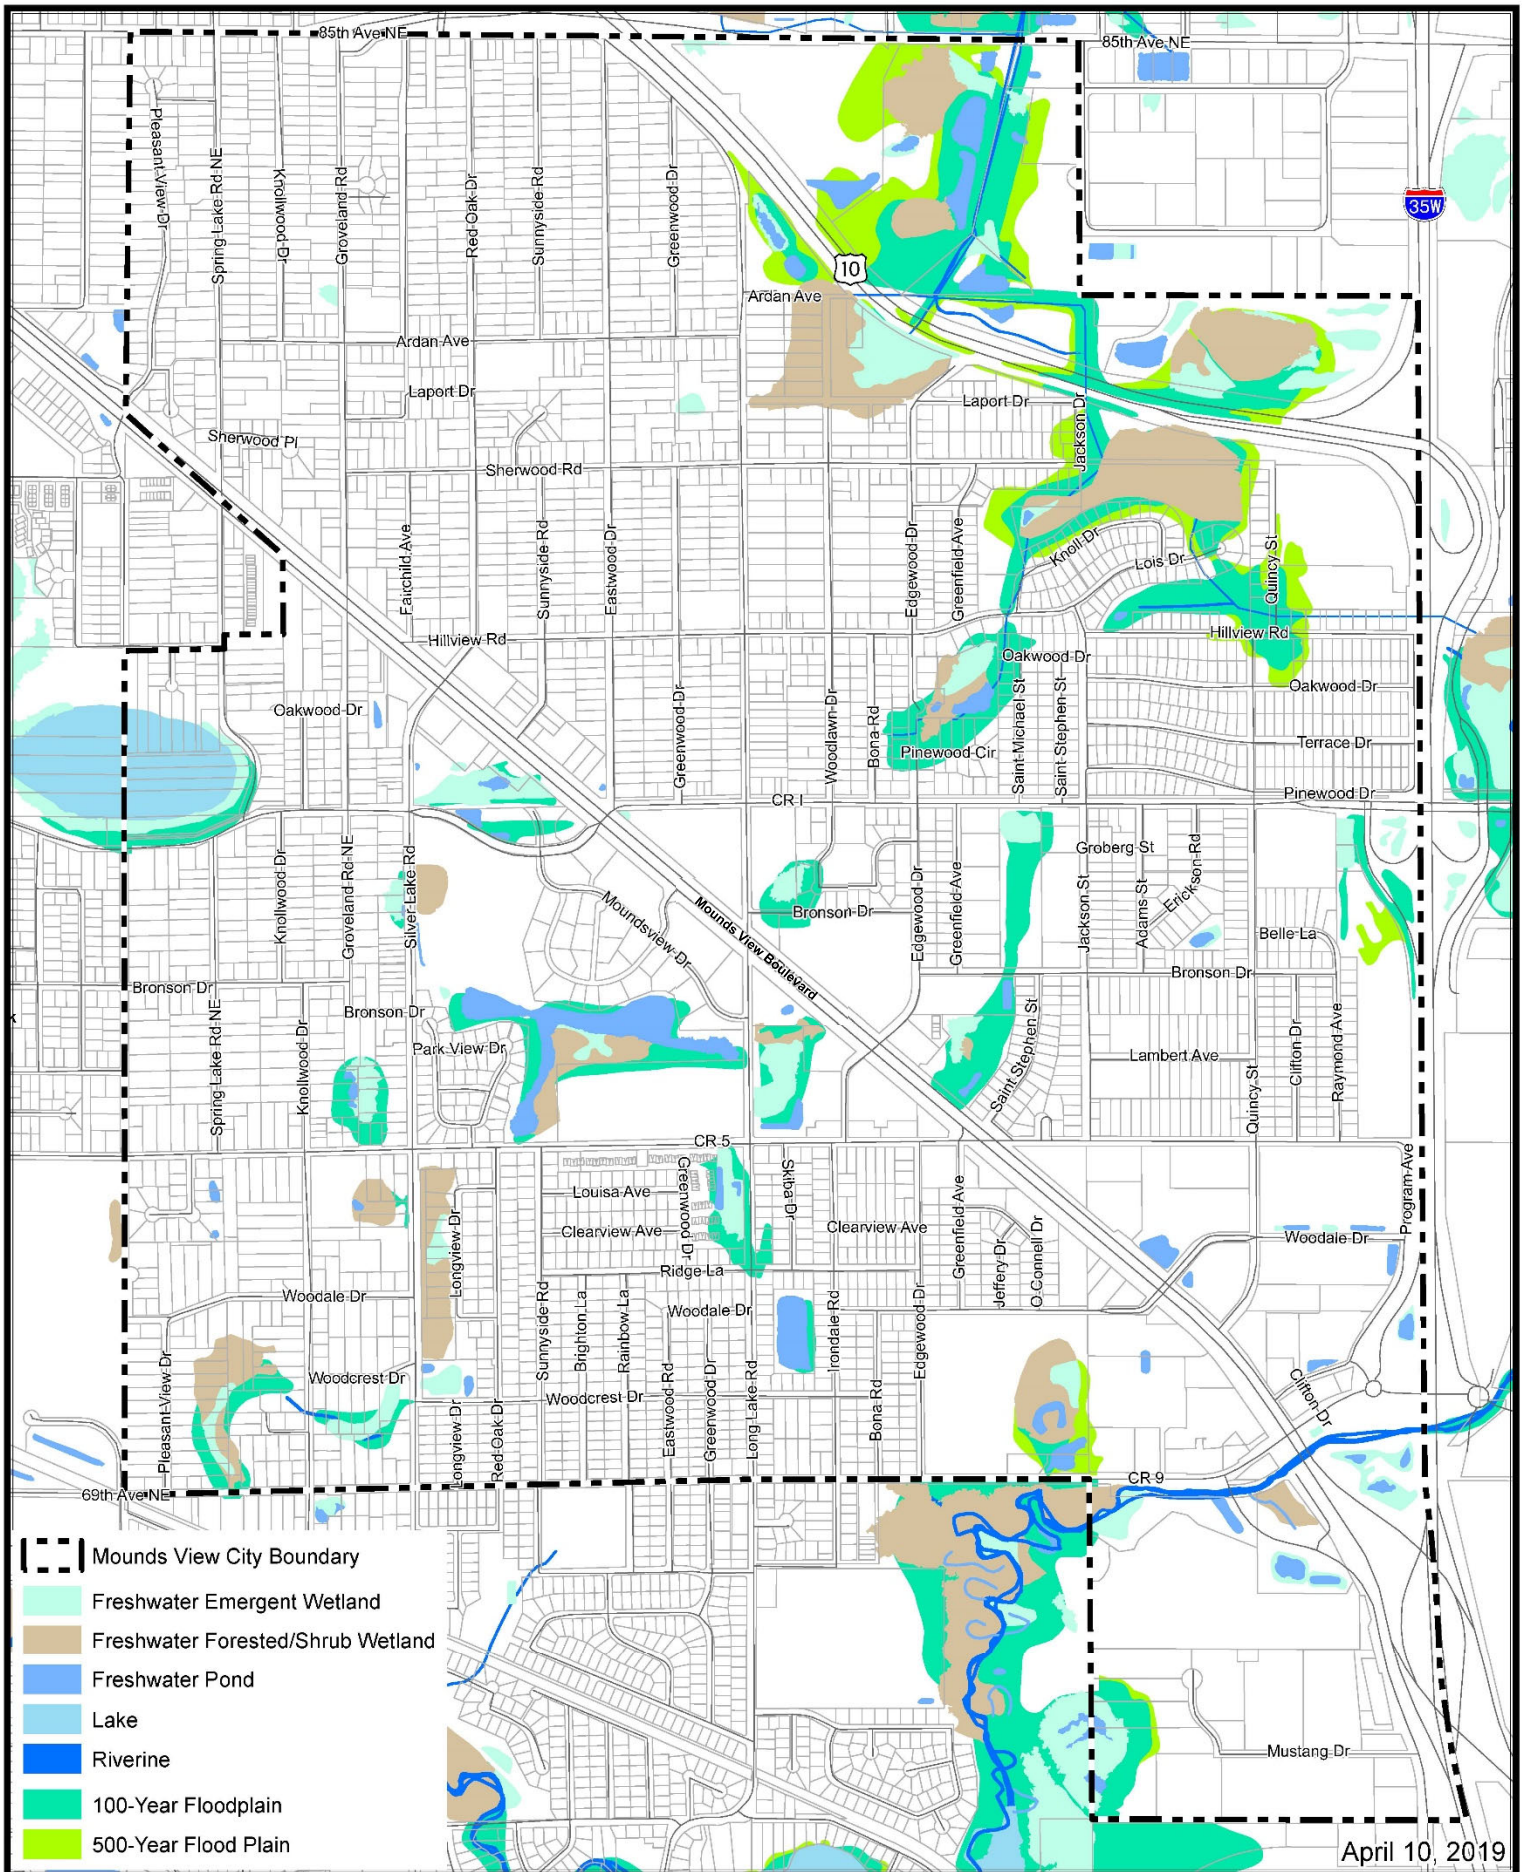 85th Ave NE
85th Ave NE
Pleasant View Dr
Spring Lake Rd NE
Knollwood Dr
Groveland Rd
Red Oak Dr
Sunnyside Rd
Greenwood Dr
35W
10
Ardan Ave
Ardan Ave
Laport Dr
Laport Dr
Jackson Dr
Sherwood Pl
Sherwood Rd
Fairchild Ave
Sunnyside Rd
Eastwood Dr
Edgewood Dr
Greenfield Ave
Knoll Dr
Lois Dr
Quincy St
Hillview Rd
Hillview Rd
Oakwood Dr
Oakwood Dr
Oakwood Dr
Greenwood Dr
Woodlawn Dr
Bona Rd
Saint Michael St
Saint Stephen St
Pinewood Cir
Terrace Dr
Pinewood Dr
CR I
Knollwood Dr
Groveland Rd NE
Silver Lake Rd
Moundsview Dr
Mounds View Boulevard
Bronson Dr
Edgewood Dr
Greenfield Ave
Groberg St
Jackson St
Adams St
Erickson Rd
Belle La
Bronson Dr
Bronson Dr
Spring Lake Rd NE
Knollwood Dr
Bronson Dr
Park View Dr
Saint Stephen St
Lambert Ave
Quincy St
Clifton Dr
Raymond Ave
CR 5
Louisa Ave
Greenwood Dr
Skiba Dr
Clearview Ave
Clearview Ave
Longview Dr
Ridge La
Greenfield Ave
Jeffery Dr
O Connell Dr
Woodale Dr
Program Ave
Woodale Dr
Woodale Dr
Sunnyside Rd
Brighton La
Rainbow La
Irondale Rd
Edgewood Dr
Pleasant View Dr
Woodcrest Dr
Woodcrest Dr
Longview Dr
Red Oak Dr
Eastwood Rd
Greenwood Dr
Long Lake Rd
Bona Rd
Clifton Dr
69th Ave NE
CR 9
Mounds View City Boundary
Freshwater Emergent Wetland
Freshwater Forested/Shrub Wetland
Freshwater Pond
Lake
Riverine
100-Year Floodplain
500-Year Flood Plain
Mustang Dr
April 10, 2019